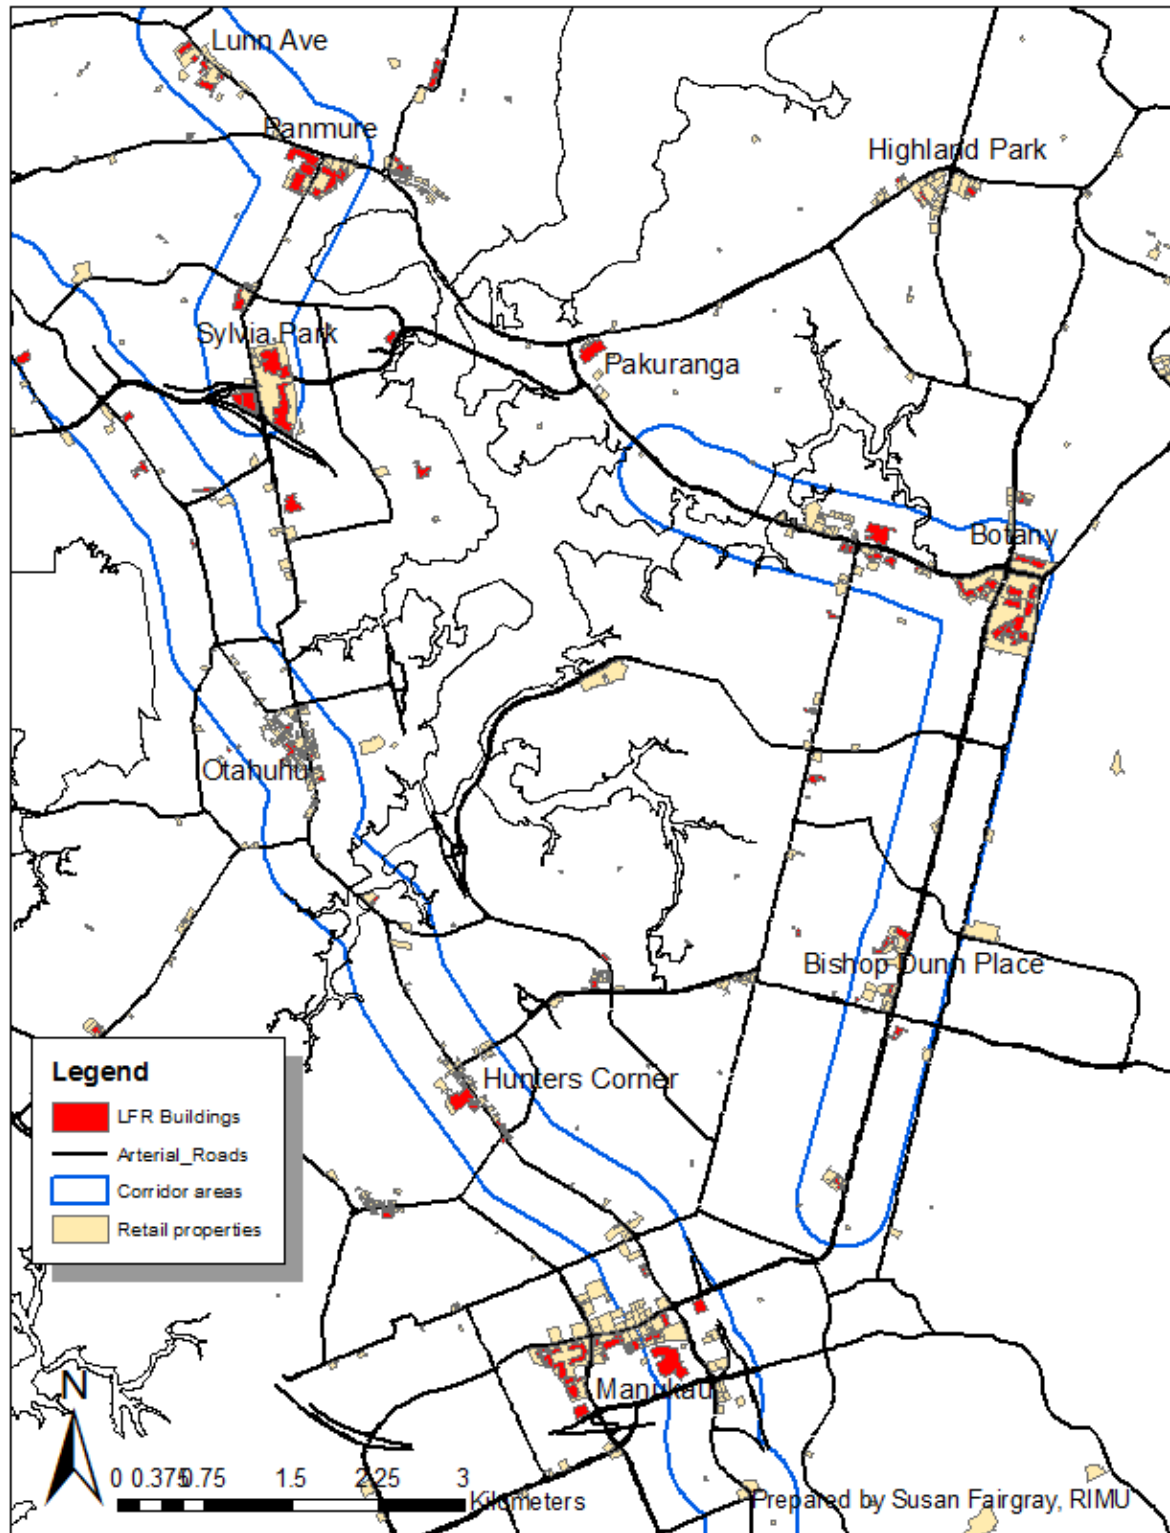 Lunn Ave
Panmure
Highland Park
Sylvia Park
Pakuranga
Botany
Otahuhu
Bishop Dunn Place
Hunters Corner
Legend
LFR Buildings
Arterial_Roads
Corridor areas
Retail properties
Manukau
N
0 0.375 0.75 1.5 2.25 3
Kilometers
Prepared by Susan Fairgray, RIMU